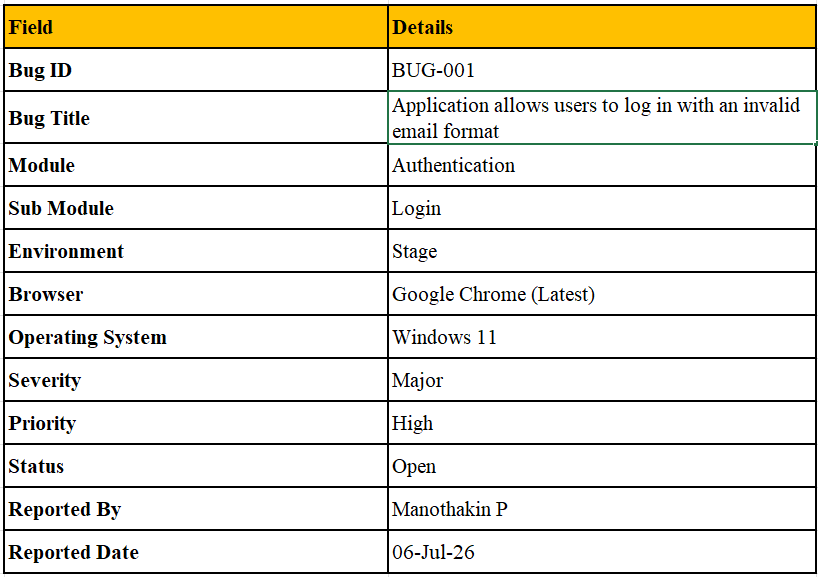 Field Details
Bug ID BUG-001
Bug Title Application allows users to log in with an invalid
email format
Module Authentication
Sub Module Login
Environment Stage
Browser Google Chrome (Latest)
Operating System Windows 11
Severity Major
Priority High
Status Open
Reported By Manothakin P
Reported Date 06-Jul-26